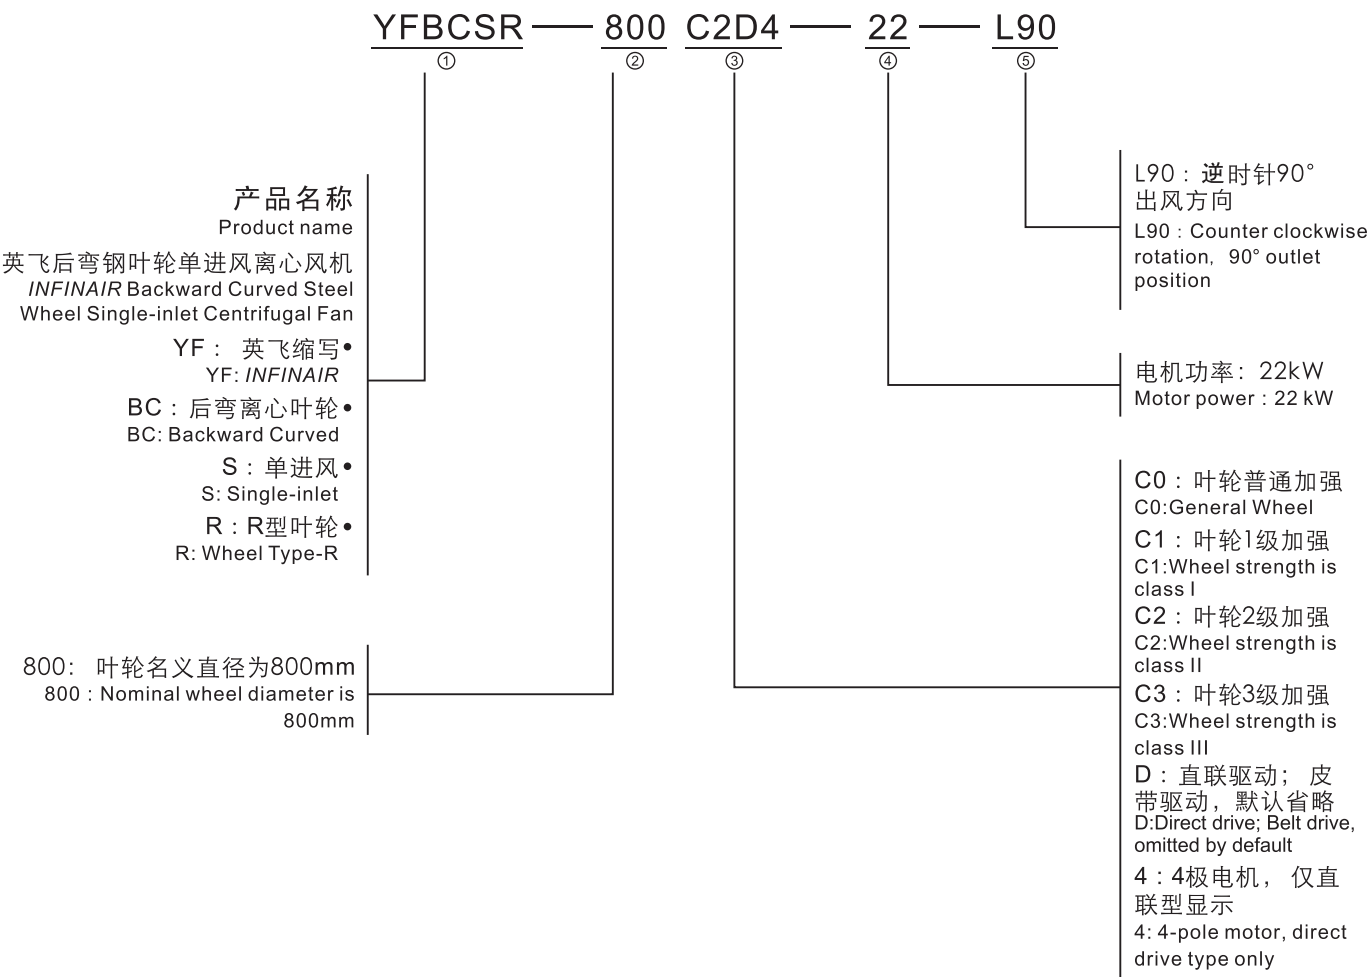 YFBCSR — 800 C2D4 — 22 — L90
① ② ③ ④ ⑤
产品名称
Product name
英飞后弯钢叶轮单进风离心风机
INFINAIR Backward Curved Steel
Wheel Single-inlet Centrifugal Fan
YF： 英飞缩写•
YF: INFINAIR
BC：后弯离心叶轮•
BC: Backward Curved
S：单进风•
S: Single-inlet
R：R型叶轮•
R: Wheel Type-R
800： 叶轮名义直径为800mm
800：Nominal wheel diameter is
800mm
L90：逆时针90°
出风方向
L90：Counter clockwise
rotation，90° outlet
position
电机功率：22kW
Motor power：22 kW
C0：叶轮普通加强
C0:General Wheel
C1：叶轮1级加强
C1:Wheel strength is
class I
C2：叶轮2级加强
C2:Wheel strength is
class II
C3：叶轮3级加强
C3:Wheel strength is
class III
D：直联驱动；皮
带驱动，默认省略
D:Direct drive; Belt drive,
omitted by default
4：4极电机，仅直
联型显示
4: 4-pole motor, direct
drive type only